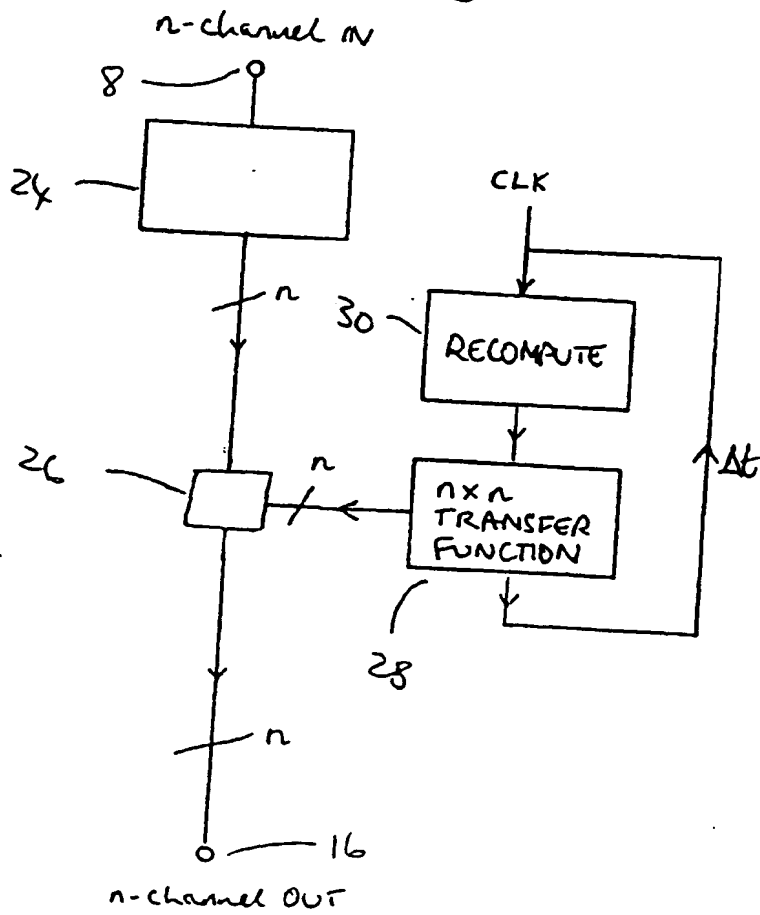 n-channel IN
8
24
CLK
n
30
RECOMPUTE
Δt
26
n
n x n
TRANSFER
FUNCTION
28
n
16
n-channel OUT